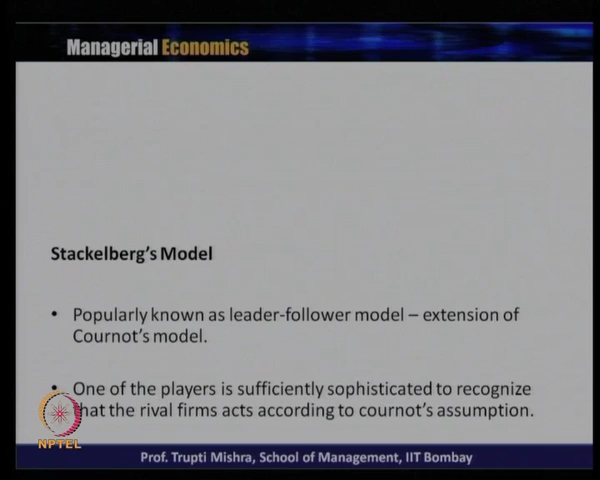 Managerial Economics
Stackelberg's Model
• Popularly known as leader-follower model – extension of
Cournot's model.
• One of the players is sufficiently sophisticated to recognize
that the rival firms acts according to cournot's assumption.
NPTEL
Prof. Trupti Mishra, School of Management, IIT Bombay